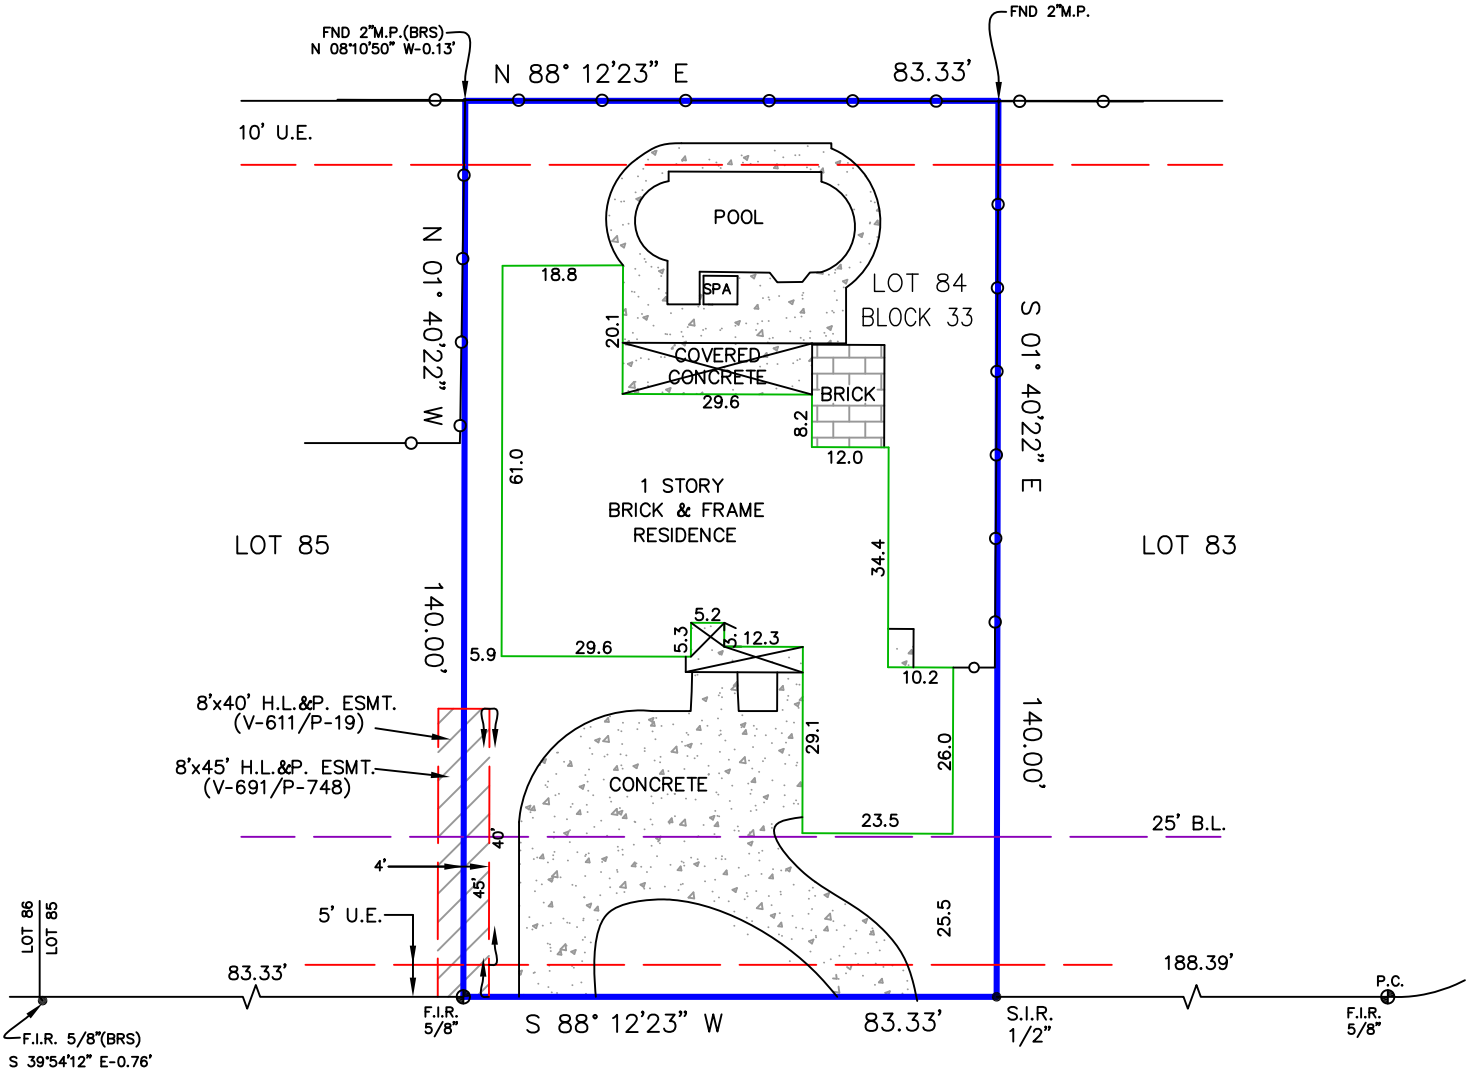 FND 2"M.P.
FND 2"M.P.(BRS)
N 08°10'50" W-0.13'
N 88° 12'23" E
83.33'
10' U.E.
POOL
N 01° 40'22" W
18.8
SPA
LOT 84
BLOCK 33
S 01° 40'22" E
20.1
COVERED
CONCRETE
29.6
BRICK
8.2
12.0
61.0
1 STORY
BRICK & FRAME
RESIDENCE
LOT 85
34.4
LOT 83
140.00'
5.2
5.3
12.3
5.9
29.6
10.2
8'x40' H.L.&P. ESMT.
(V-611/P-19)
29.1
26.0
140.00'
8'x45' H.L.&P. ESMT.
(V-691/P-748)
CONCRETE
23.5
25' B.L.
40'
4'
45'
LOT 86
LOT 85
5' U.E.
25.5
83.33'
188.39'
P.C.
F.I.R.
5/8"
S 88° 12'23" W
83.33'
S.I.R.
1/2"
F.I.R.
5/8"
F.I.R. 5/8"(BRS)
S 39°54'12" E-0.76'